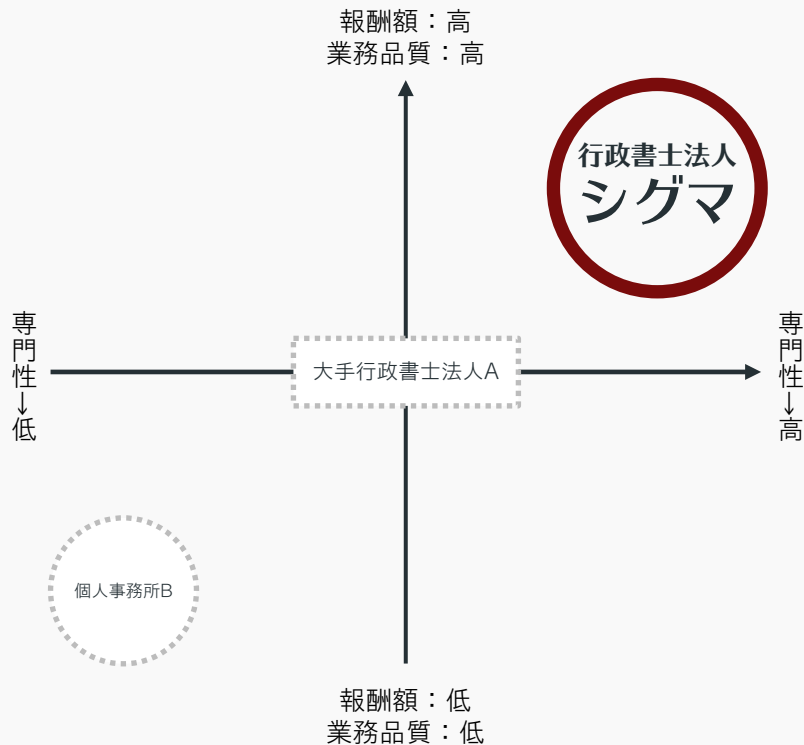 報酬額：高
業務品質：高
行政書士法人
シグマ
専門性→低
大手行政書士法人A
専門性→高
個人事務所B
報酬額：低
業務品質：低